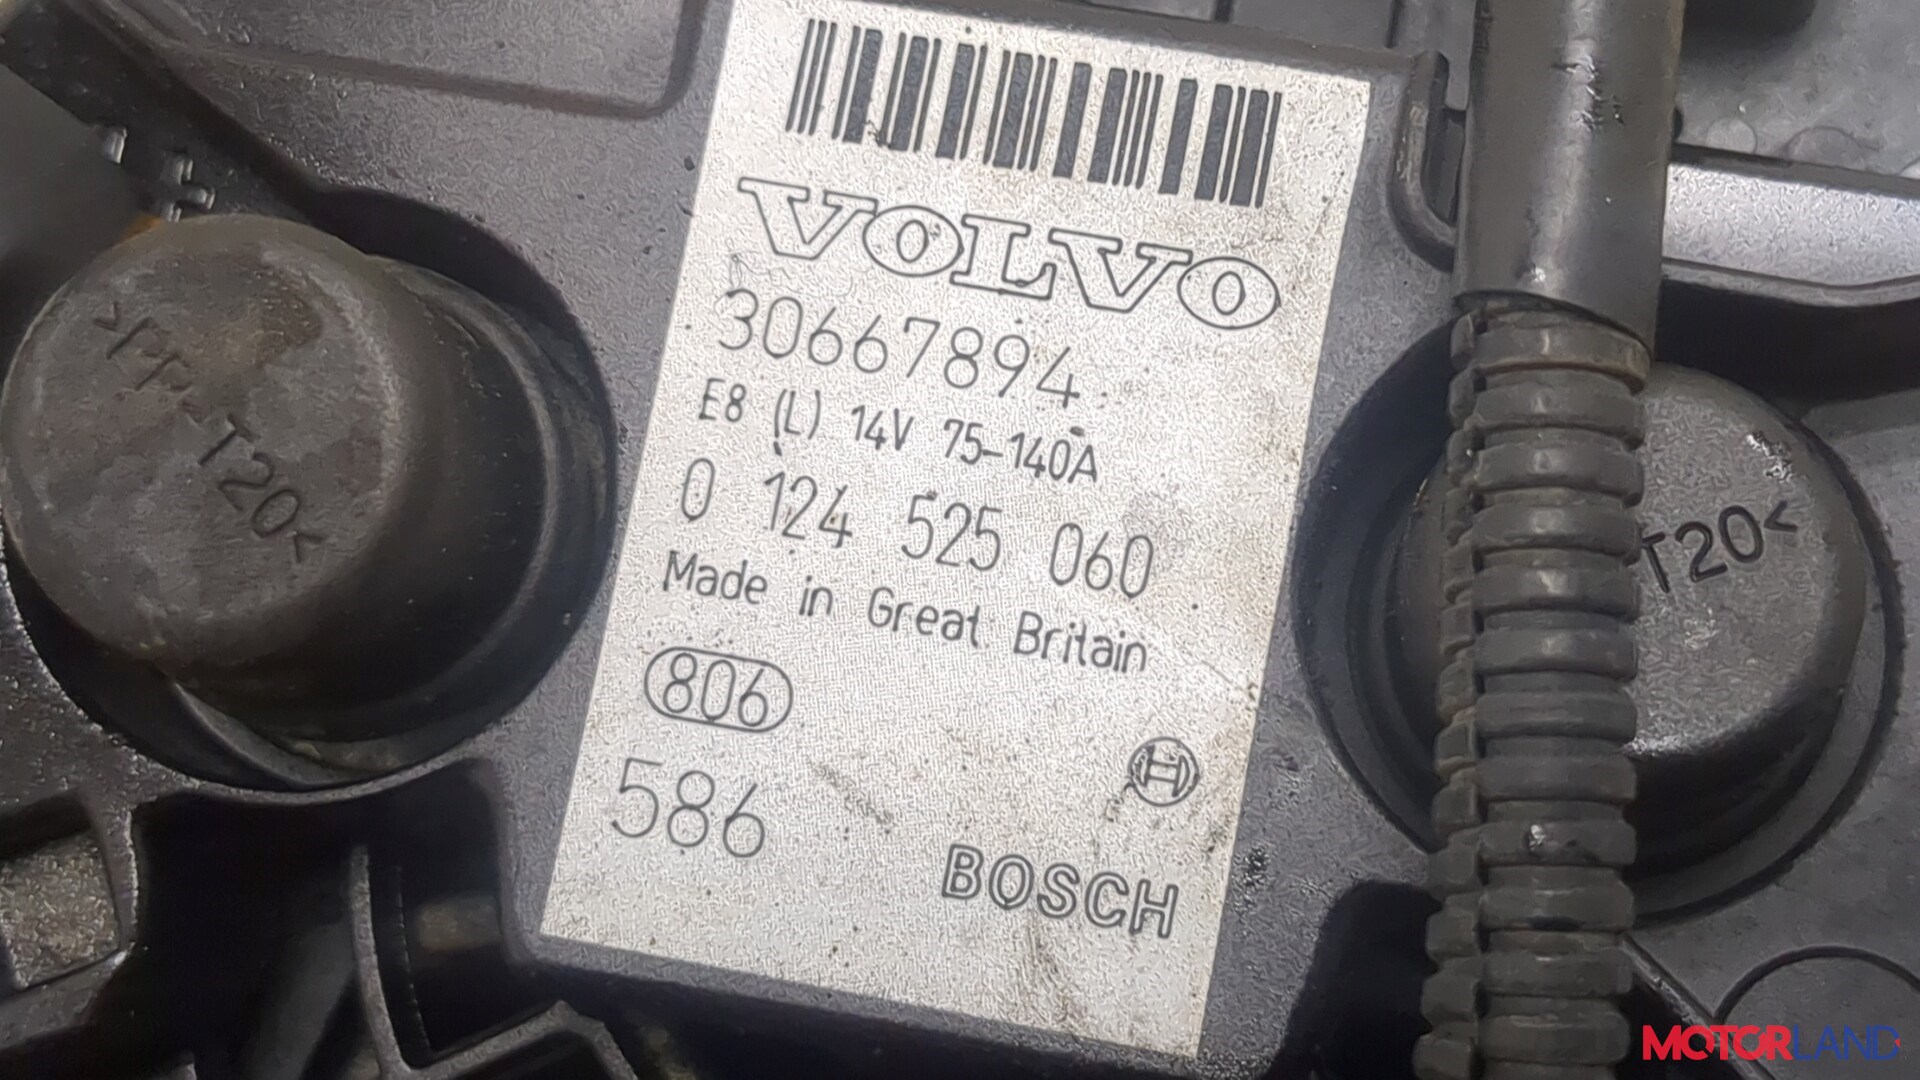 VOLVO
30667894
E8 (L) 14V 75-140A
0 124 525 060
Made in Great Britain
806
586
BOSCH
>PP-T20<
T20<
MOTORLAND